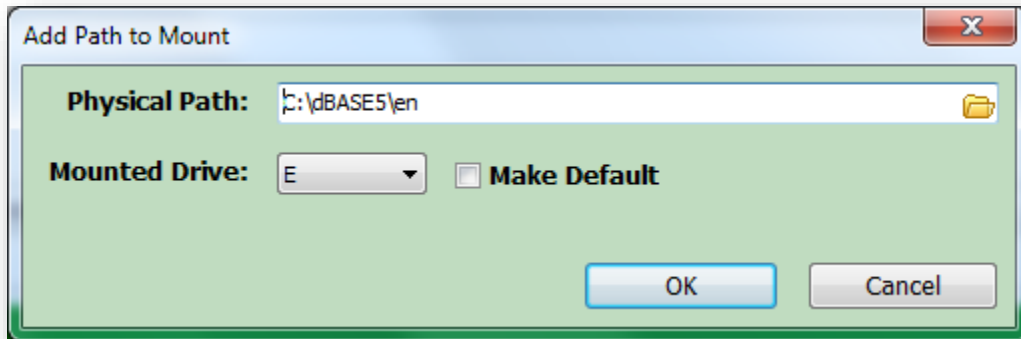 Add Path to Mount
Physical Path: C:\dBASE5\en
Mounted Drive: E Make Default
OK Cancel